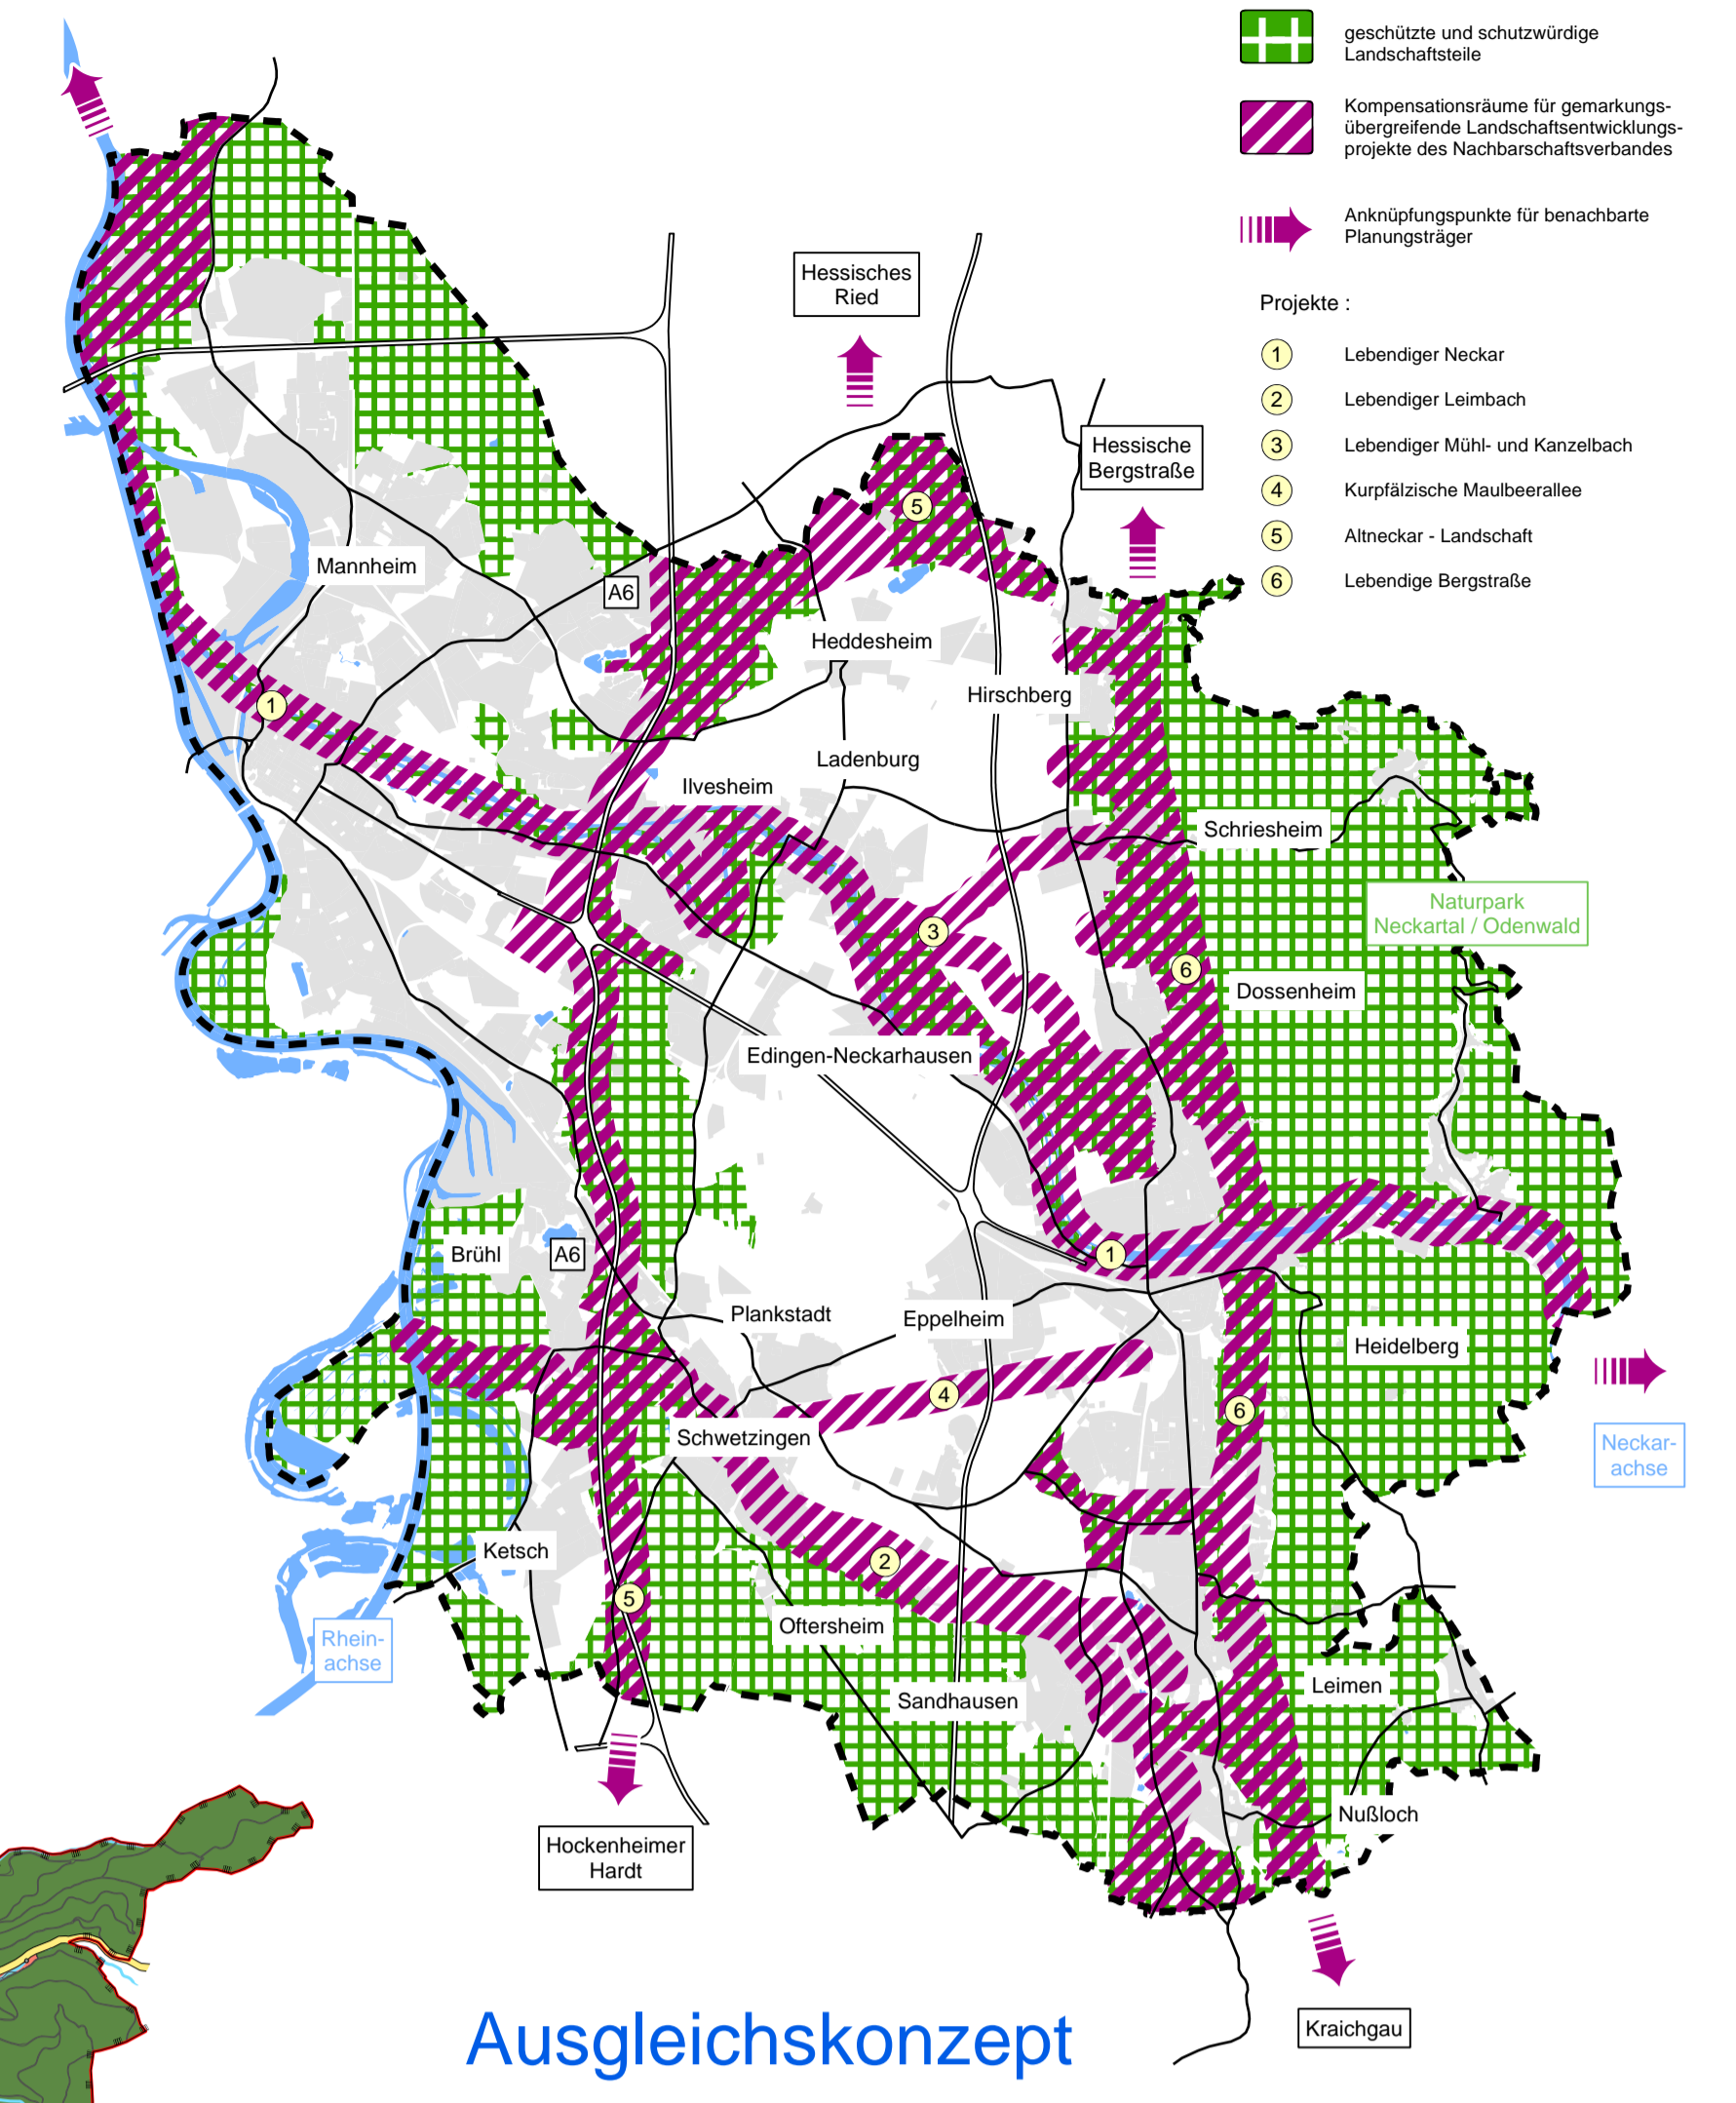 geschützte und schutzwürdige
Landschaftsteile
Kompensationsräume für gemarkungs-
übergreifende Landschaftsentwicklungs-
projekte des Nachbarschaftsverbandes
Anknüpfungspunkte für benachbarte
Planungsträger
Projekte :
1 Lebendiger Neckar
2 Lebendiger Leimbach
3 Lebendiger Mühl- und Kanzelbach
4 Kurpfälzische Maulbeerallee
5 Altneckar - Landschaft
6 Lebendige Bergstraße
Hessisches
Ried
Hessische
Bergstraße
5
Mannheim
A6
Heddesheim
Hirschberg
1
Ladenburg
Ilvesheim
Schriesheim
Naturpark
Neckartal / Odenwald
3
6
Dossenheim
Edingen-Neckarhausen
Brühl
A6
1
Plankstadt
Eppelheim
Heidelberg
4
6
Schwetzingen
Neckar-
achse
Ketsch
2
5
Oftersheim
Rhein-
achse
Leimen
Sandhausen
Nußloch
Hockenheimer
Hardt
Kraichgau
Ausgleichskonzept